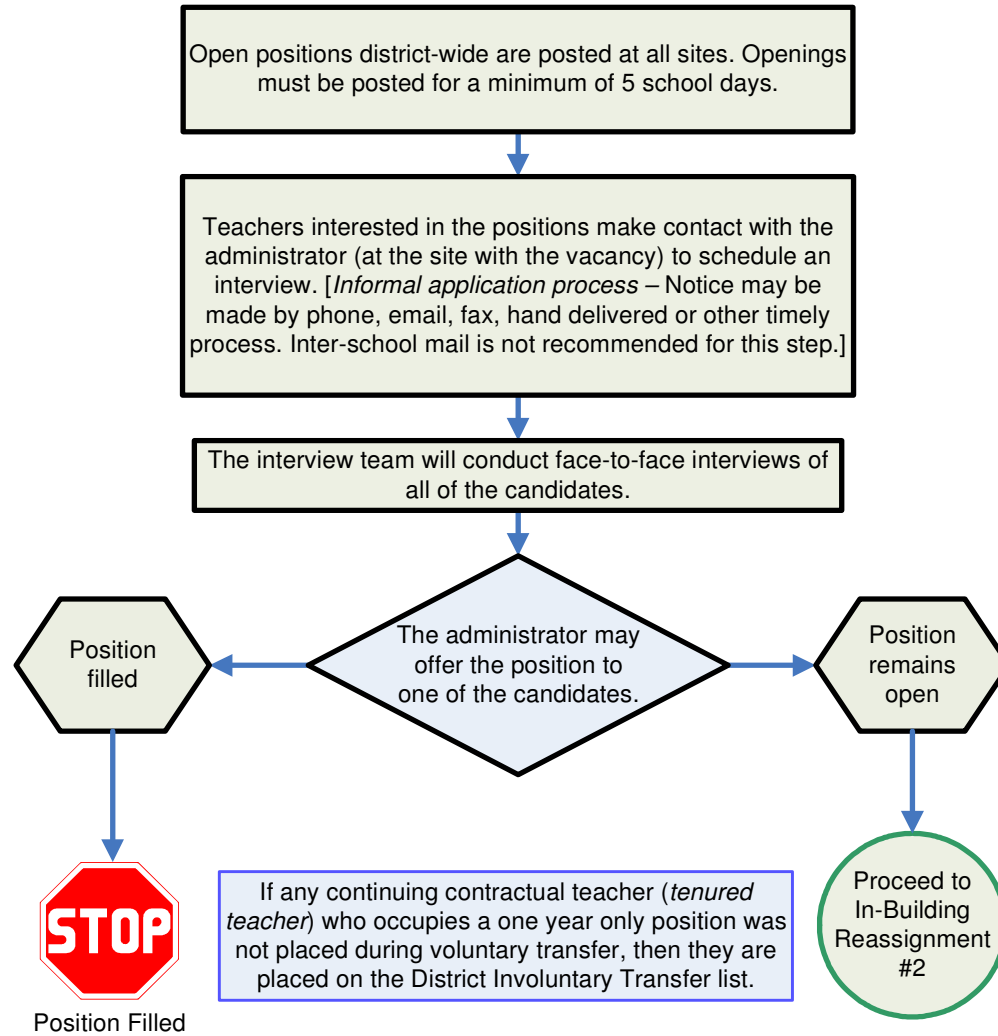 Open positions district-wide are posted at all sites. Openings
must be posted for a minimum of 5 school days.
Teachers interested in the positions make contact with the
administrator (at the site with the vacancy) to schedule an
interview. [Informal application process – Notice may be
made by phone, email, fax, hand delivered or other timely
process. Inter-school mail is not recommended for this step.]
The interview team will conduct face-to-face interviews of
all of the candidates.
The administrator may
offer the position to
one of the candidates.
Position
filled
Position
remains
open
STOP
Position Filled
If any continuing contractual teacher (tenured
teacher) who occupies a one year only position was
not placed during voluntary transfer, then they are
placed on the District Involuntary Transfer list.
Proceed to
In-Building
Reassignment
#2